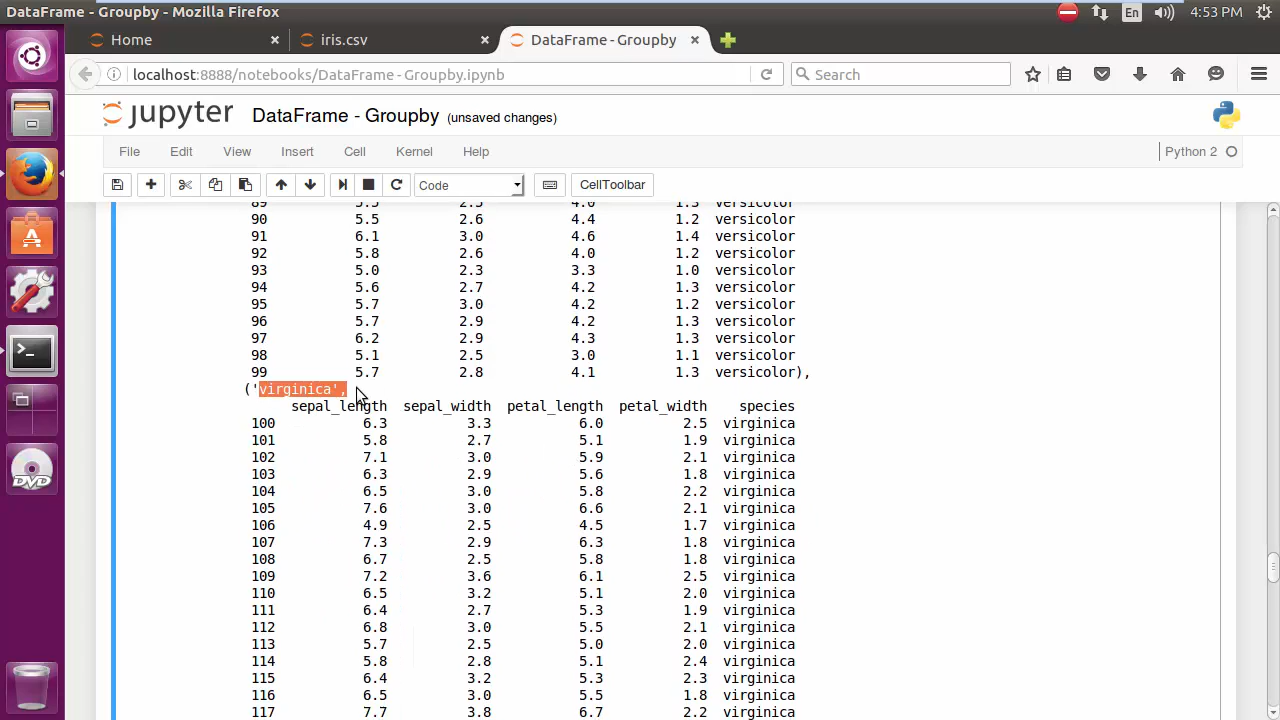 DataFrame - Groupby - Mozilla Firefox
En 4:53 PM
Home iris.csv DataFrame - Groupby
localhost:8888/notebooks/DataFrame - Groupby.ipynb Search
jupyter DataFrame - Groupby (unsaved changes)
File Edit View Insert Cell Kernel Help Python 2
Code CellToolbar
89 5.5 2.5 4.0 1.3 versicolor
90 5.5 2.6 4.4 1.2 versicolor
91 6.1 3.0 4.6 1.4 versicolor
92 5.8 2.6 4.0 1.2 versicolor
93 5.0 2.3 3.3 1.0 versicolor
94 5.6 2.7 4.2 1.3 versicolor
95 5.7 3.0 4.2 1.2 versicolor
96 5.7 2.9 4.2 1.3 versicolor
97 6.2 2.9 4.3 1.3 versicolor
98 5.1 2.5 3.0 1.1 versicolor
99 5.7 2.8 4.1 1.3 versicolor),
('virginica',
sepal_length sepal_width petal_length petal_width species
100 6.3 3.3 6.0 2.5 virginica
101 5.8 2.7 5.1 1.9 virginica
102 7.1 3.0 5.9 2.1 virginica
103 6.3 2.9 5.6 1.8 virginica
104 6.5 3.0 5.8 2.2 virginica
105 7.6 3.0 6.6 2.1 virginica
106 4.9 2.5 4.5 1.7 virginica
107 7.3 2.9 6.3 1.8 virginica
108 6.7 2.5 5.8 1.8 virginica
109 7.2 3.6 6.1 2.5 virginica
110 6.5 3.2 5.1 2.0 virginica
111 6.4 2.7 5.3 1.9 virginica
112 6.8 3.0 5.5 2.1 virginica
113 5.7 2.5 5.0 2.0 virginica
114 5.8 2.8 5.1 2.4 virginica
115 6.4 3.2 5.3 2.3 virginica
116 6.5 3.0 5.5 1.8 virginica
117 7.7 3.8 6.7 2.2 virginica
DVD